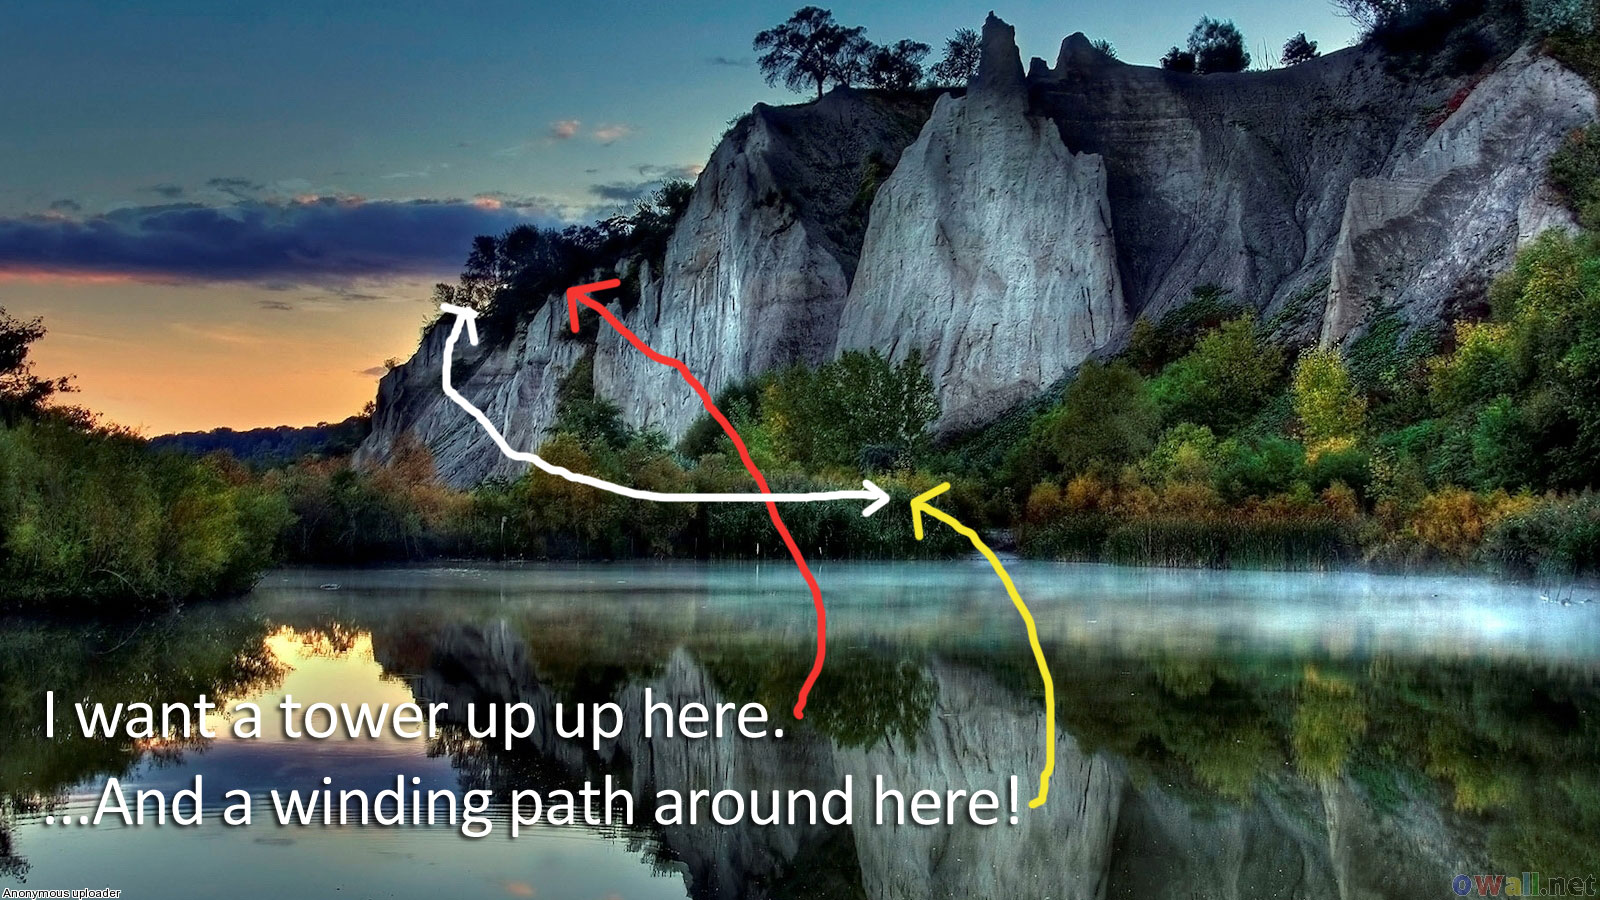 I want a tower up up here.
...And a winding path around here!
Anonymous uploader
oWall.net